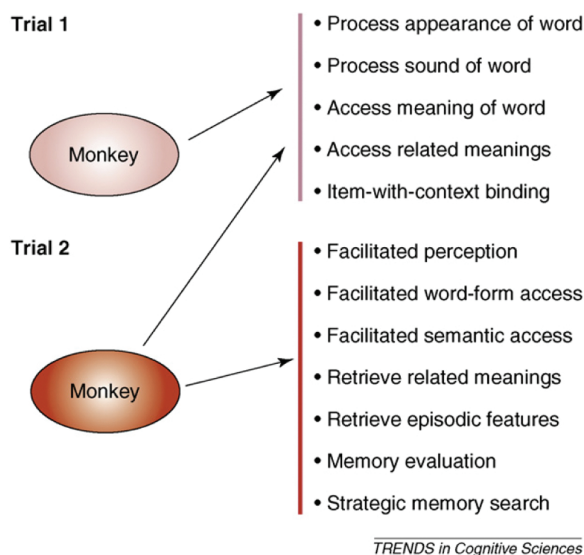 Trial 1
Monkey
• Process appearance of word
• Process sound of word
• Access meaning of word
• Access related meanings
• Item-with-context binding
Trial 2
Monkey
• Facilitated perception
• Facilitated word-form access
• Facilitated semantic access
• Retrieve related meanings
• Retrieve episodic features
• Memory evaluation
• Strategic memory search
TRENDS in Cognitive Sciences